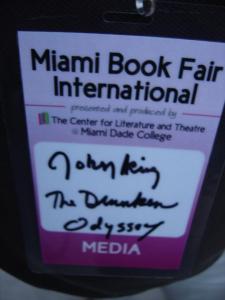 Miami Book Fair
International
presented and produced by
The Center for Literature and Theatre
@ Miami Dade College
John King
The Drunken
Odyssey
MEDIA